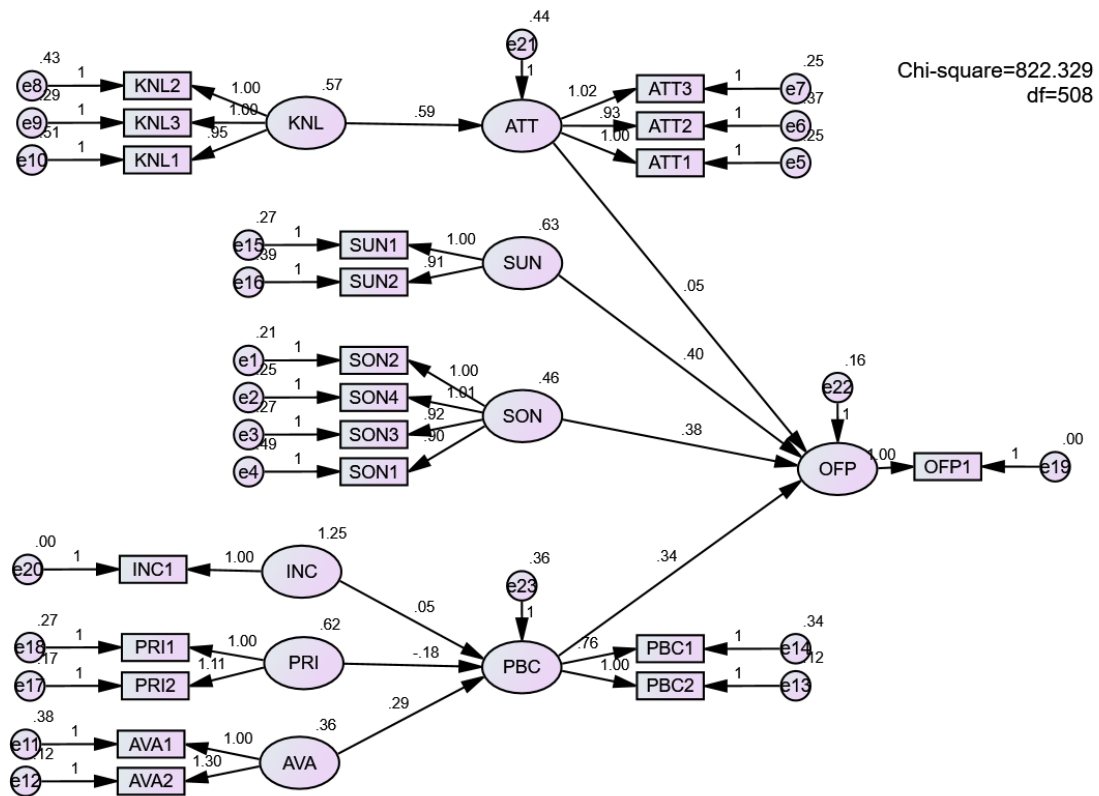 Chi-square=822.329
df=508
.44
e21
1
.43
e8
1
KNL2
1.00
.29
e9
1
KNL3
1.00
.51
e10
1
KNL1
.95
.57
KNL
.59
ATT
1.02
ATT3
1
.25
e7
.93
ATT2
1
.37
e6
1.00
ATT1
1
.25
e5
.27
e15
1
SUN1
1.00
.39
e16
1
SUN2
.91
.63
SUN
.05
.40
.21
e1
1
SON2
1.00
.25
e2
1
SON4
1.01
.27
e3
1
SON3
.92
.49
e4
1
SON1
.90
.46
SON
.38
.16
e22
1
OFP
1.00
OFP1
1
.00
e19
.00
e20
1
INC1
1.00
1.25
INC
.05
.36
e23
1
.34
.27
e18
1
PRI1
1.00
.17
e17
1
PRI2
1.11
.62
PRI
-.18
PBC
.76
PBC1
1
.34
e14
1.00
PBC2
1
.12
e13
.29
.38
e11
1
AVA1
1.00
.12
e12
1
AVA2
1.30
.36
AVA